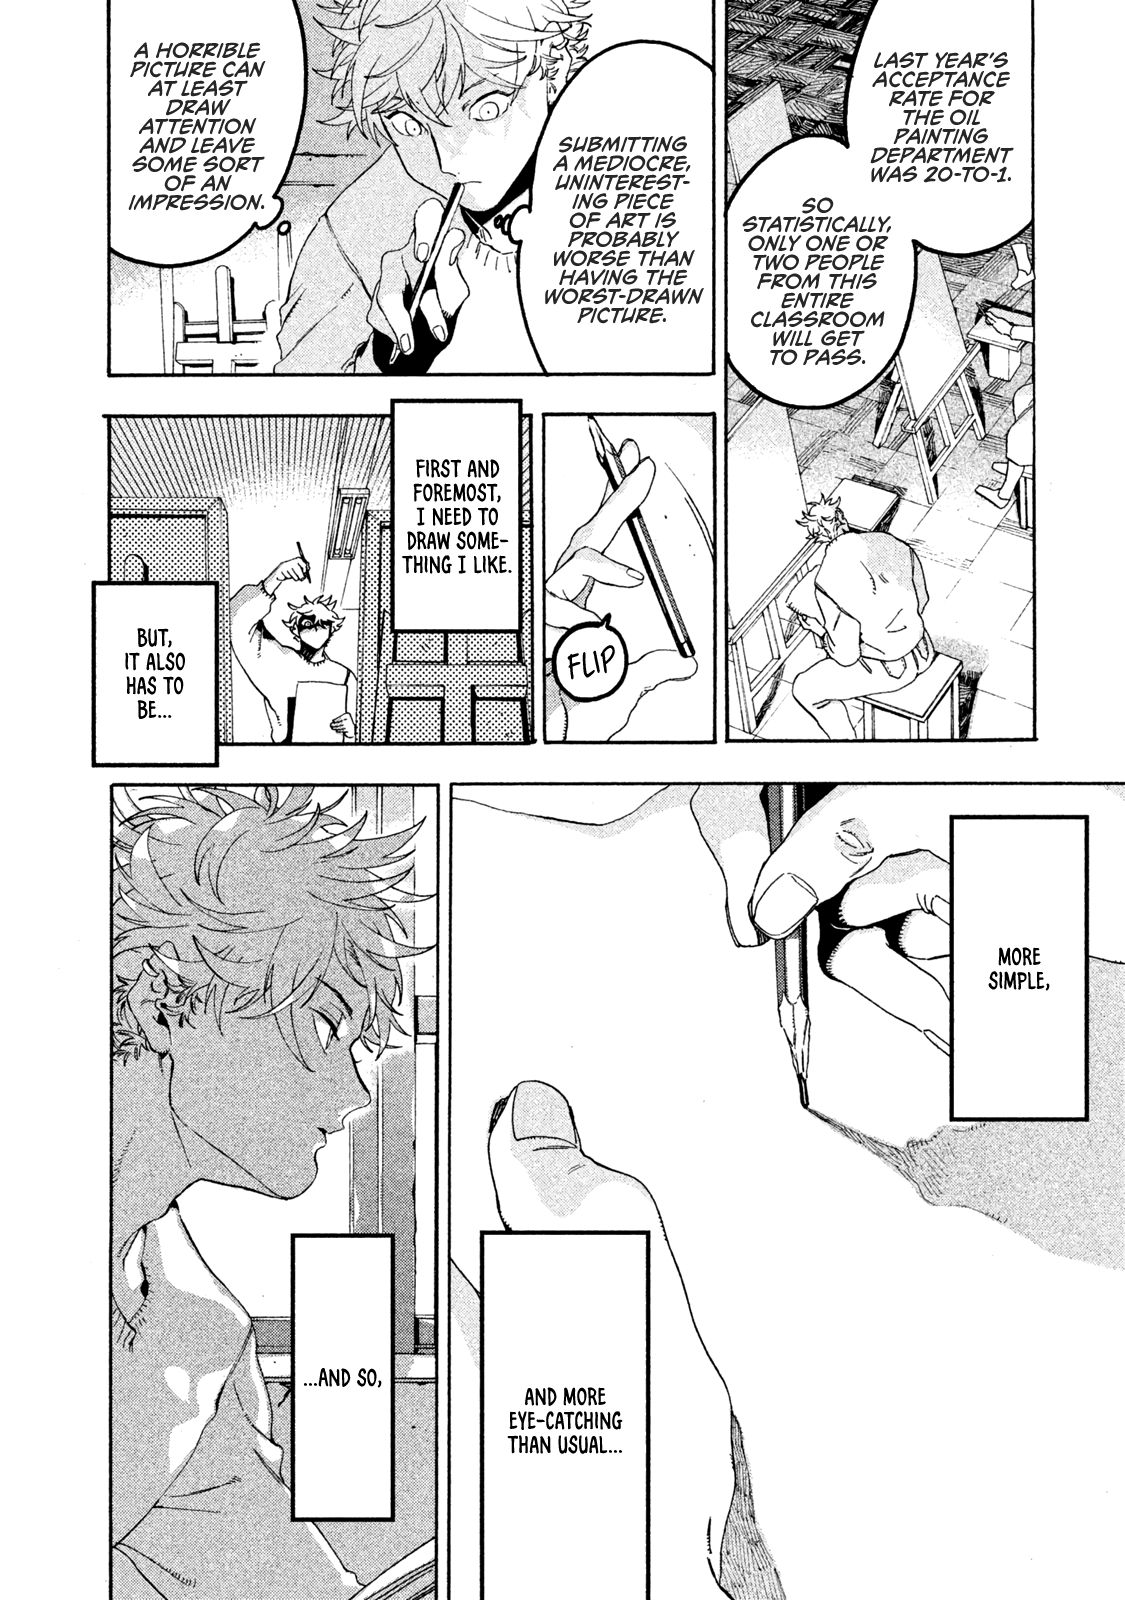 LAST YEAR'S
ACCEPTANCE
RATE FOR
THE OIL
PAINTING
DEPARTMENT
WAS 20-TO-1.
SO
STATISTICALLY,
ONLY ONE OR
TWO PEOPLE
FROM THIS
ENTIRE
CLASSROOM
WILL GET
TO PASS.
SUBMITTING
A MEDIOCRE,
UNINTEREST-
ING PIECE
OF ART IS
PROBABLY
WORSE THAN
HAVING THE
WORST-DRAWN
PICTURE.
A HORRIBLE
PICTURE CAN
AT LEAST
DRAW
ATTENTION
AND LEAVE
SOME SORT
OF AN
IMPRESSION.
FLIP
FIRST AND
FOREMOST,
I NEED TO
DRAW SOME-
THING I LIKE.
BUT,
IT ALSO
HAS TO
BE...
MORE
SIMPLE,
AND MORE
EYE-CATCHING
THAN USUAL...
...AND SO,